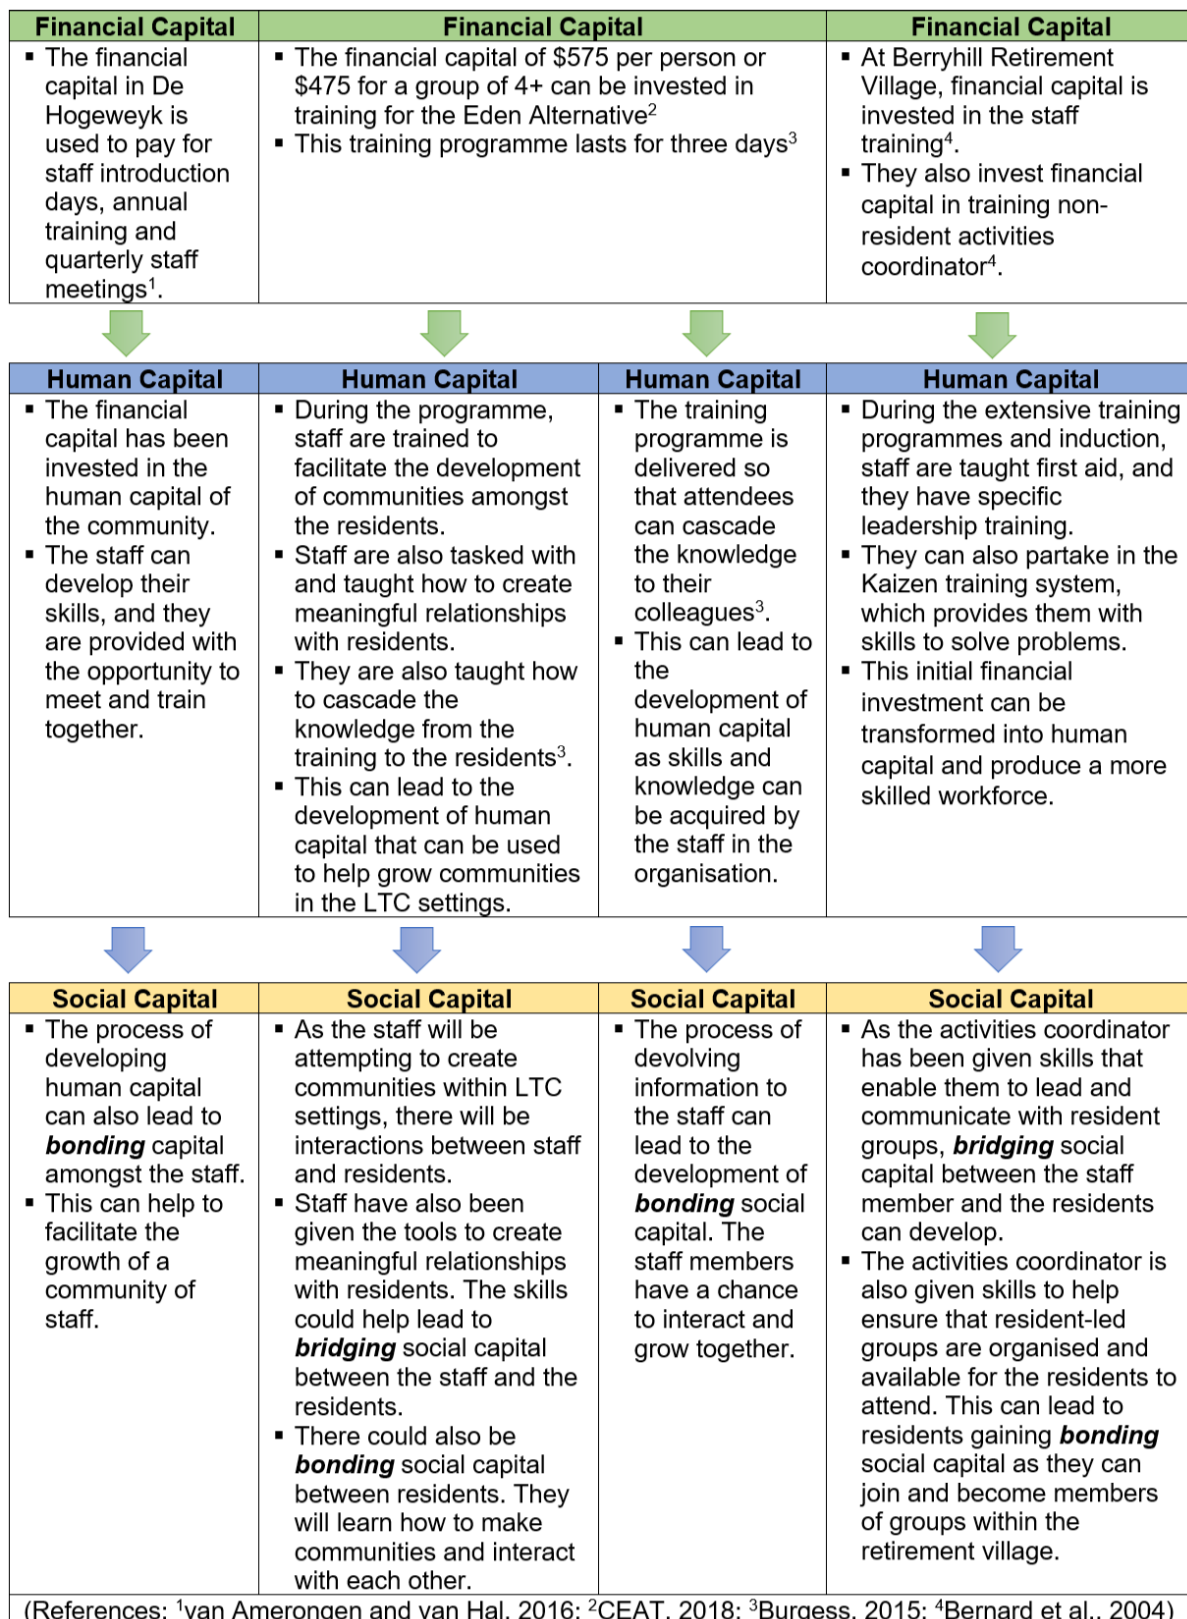 Financial Capital
▪ The financial
capital in De
Hogeweyk is
used to pay for
staff introduction
days, annual
training and
quarterly staff
meetings¹.
Financial Capital
▪ The financial capital of $575 per person or
$475 for a group of 4+ can be invested in
training for the Eden Alternative²
▪ This training programme lasts for three days³
Financial Capital
▪ At Berryhill Retirement
Village, financial capital is
invested in the staff
training⁴.
▪ They also invest financial
capital in training non-
resident activities
coordinator⁴.
Human Capital
▪ The financial
capital has been
invested in the
human capital of
the community.
▪ The staff can
develop their
skills, and they
are provided with
the opportunity to
meet and train
together.
Human Capital
▪ During the programme,
staff are trained to
facilitate the development
of communities amongst
the residents.
▪ Staff are also tasked with
and taught how to create
meaningful relationships
with residents.
▪ They are also taught how
to cascade the
knowledge from the
training to the residents³.
▪ This can lead to the
development of human
capital that can be used
to help grow communities
in the LTC settings.
Human Capital
▪ The training
programme is
delivered so
that attendees
can cascade
the knowledge
to their
colleagues³.
▪ This can lead to
the
development of
human capital
as skills and
knowledge can
be acquired by
the staff in the
organisation.
Human Capital
▪ During the extensive training
programmes and induction,
staff are taught first aid, and
they have specific
leadership training.
▪ They can also partake in the
Kaizen training system,
which provides them with
skills to solve problems.
▪ This initial financial
investment can be
transformed into human
capital and produce a more
skilled workforce.
Social Capital
▪ The process of
developing
human capital
can also lead to
bonding capital
amongst the staff.
▪ This can help to
facilitate the
growth of a
community of
staff.
Social Capital
▪ As the staff will be
attempting to create
communities within LTC
settings, there will be
interactions between staff
and residents.
▪ Staff have also been
given the tools to create
meaningful relationships
with residents. The skills
could help lead to
bridging social capital
between the staff and the
residents.
▪ There could also be
bonding social capital
between residents. They
will learn how to make
communities and interact
with each other.
Social Capital
▪ The process of
devolving
information to
the staff can
lead to the
development of
bonding social
capital. The
staff members
have a chance
to interact and
grow together.
Social Capital
▪ As the activities coordinator
has been given skills that
enable them to lead and
communicate with resident
groups, bridging social
capital between the staff
member and the residents
can develop.
▪ The activities coordinator is
also given skills to help
ensure that resident-led
groups are organised and
available for the residents to
attend. This can lead to
residents gaining bonding
social capital as they can
join and become members
of groups within the
retirement village.
(References: ¹van Amerongen and van Hal, 2016; ²CEAT, 2018; ³Burgess, 2015; ⁴Bernard et al., 2004)